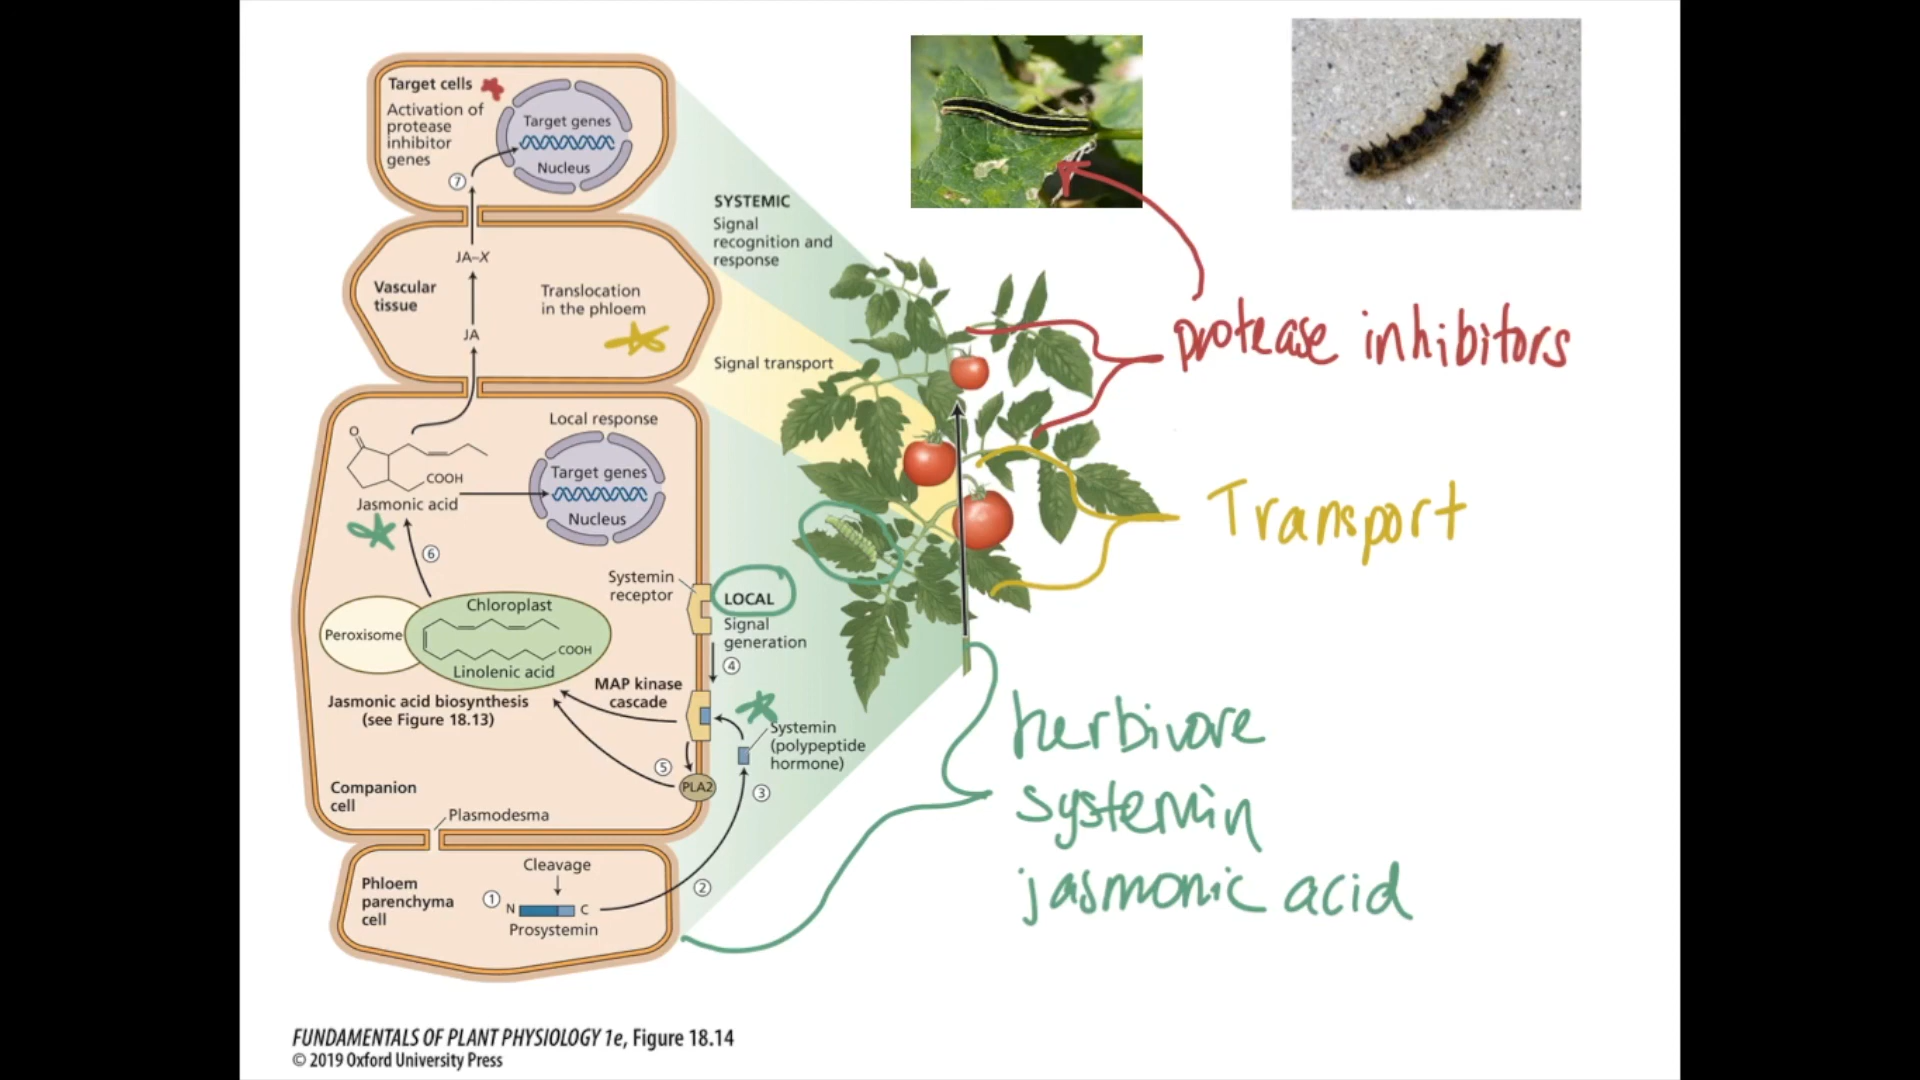 Target cells
Activation of
protease
inhibitor
genes
Target genes
Nucleus
7
JA–X
Vascular
tissue
Translocation
in the phloem
JA
SYSTEMIC
Signal
recognition and
response
Signal transport
Local response
O
COOH
Jasmonic acid
Target genes
Nucleus
6
Systemin
receptor
LOCAL
Signal
generation
4
Chloroplast
Peroxisome
COOH
Linolenic acid
MAP kinase
cascade
Jasmonic acid biosynthesis
(see Figure 18.13)
Systemin
(polypeptide
hormone)
5
PLA2
3
Companion
cell
Plasmodesma
Cleavage
Phloem
parenchyma
cell
1
N
C
2
Prosystemin
protease inhibitors
Transport
herbivore
systemin
jasmonic acid
FUNDAMENTALS OF PLANT PHYSIOLOGY 1e, Figure 18.14
© 2019 Oxford University Press